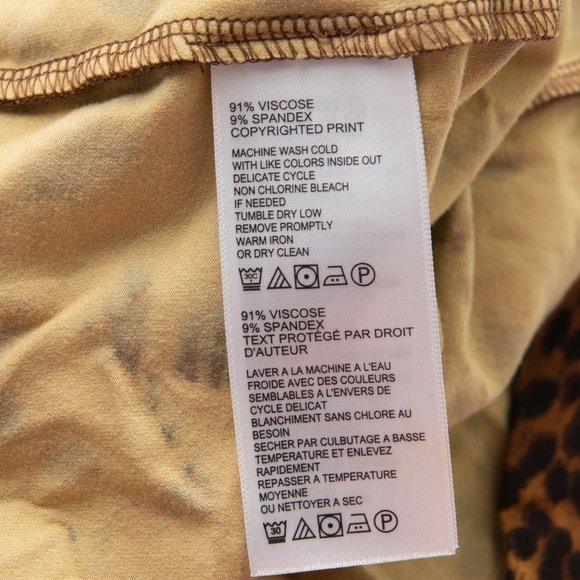 91% VISCOSE
9% SPANDEX
COPYRIGHTED PRINT
MACHINE WASH COLD
WITH LIKE COLORS INSIDE OUT
DELICATE CYCLE
NON CHLORINE BLEACH
IF NEEDED
TUMBLE DRY LOW
REMOVE PROMPTLY
WARM IRON
OR DRY CLEAN
30C P
91% VISCOSE
9% SPANDEX
TEXT PROTÉGÉ PAR DROIT
D'AUTEUR
LAVER A LA MACHINE A L'EAU
FROIDE AVEC DES COULEURS
SEMBLABLES A L'ENVERS DE
CYCLE DELICAT
BLANCHIMENT SANS CHLORE AU
BESOIN
SECHER PAR CULBUTAGE A BASSE
TEMPERATURE ET ENLEVEZ
RAPIDEMENT
REPASSER A TEMPERATURE
MOYENNE
OU NETTOYER A SEC
30 P